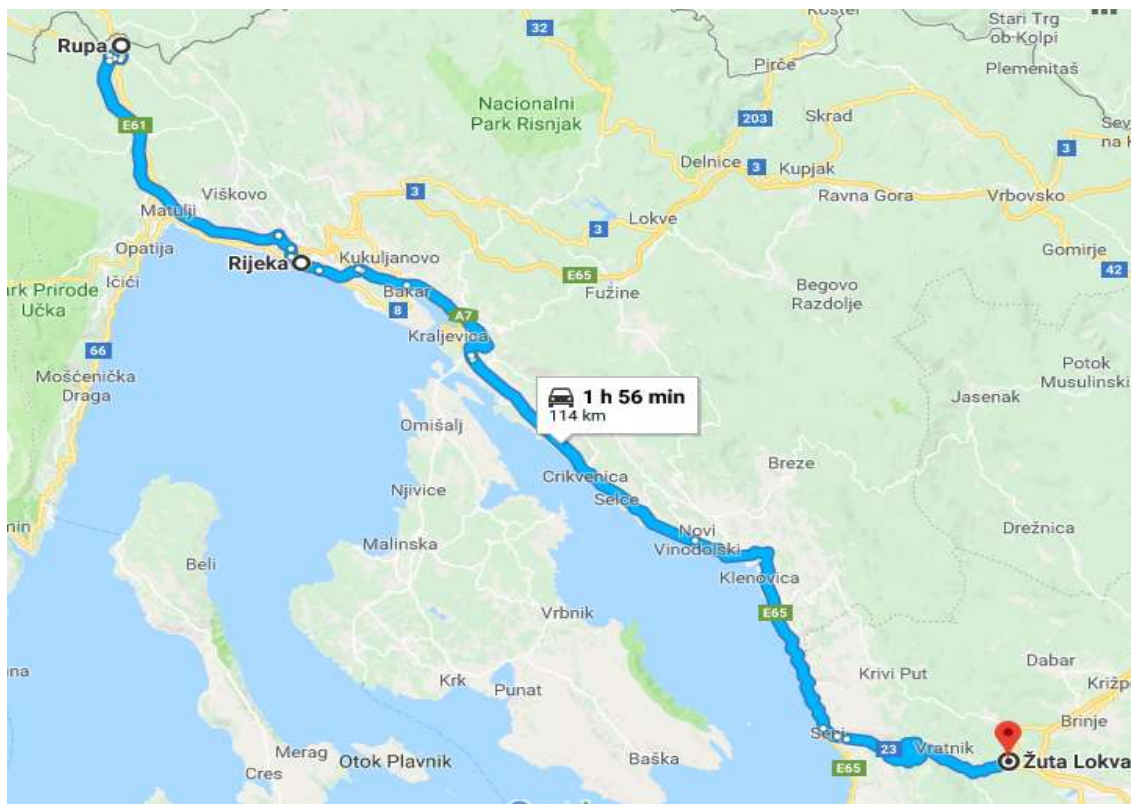 Kostel
Stari Trg
ob Kolpi
Rupa
32
Pirče
Plemenitaš
Nacionalni
Park Risnjak
203
Skrad
E61
Delnice
3
Kupjak
3
Viškovo
3
Ravna Gora
Vrbovsko
Matulji
Lokve
3
Opatija
Kukuljanovo
Gomirje
Rijeka
E65
42
Ičići
Bakar
Fužine
Begovo
Razdolje
ark Prirode
Učka
8
A7
Kraljevica
66
Mošćenička
Draga
Potok
Musulinski
1 h 56 min
114 km
Jasenak
Omišalj
Crikvenica
Breze
Njivice
Selce
Drežnica
Novi
Vinodolski
Malinska
Beli
Klenovica
E65
Vrbnik
Krk
Punat
Krivi Put
Dabar
Križpo
Brinje
Senj
23
Vratnik
Merag
Otok Plavnik
Baška
Žuta Lokva
Cres
E65